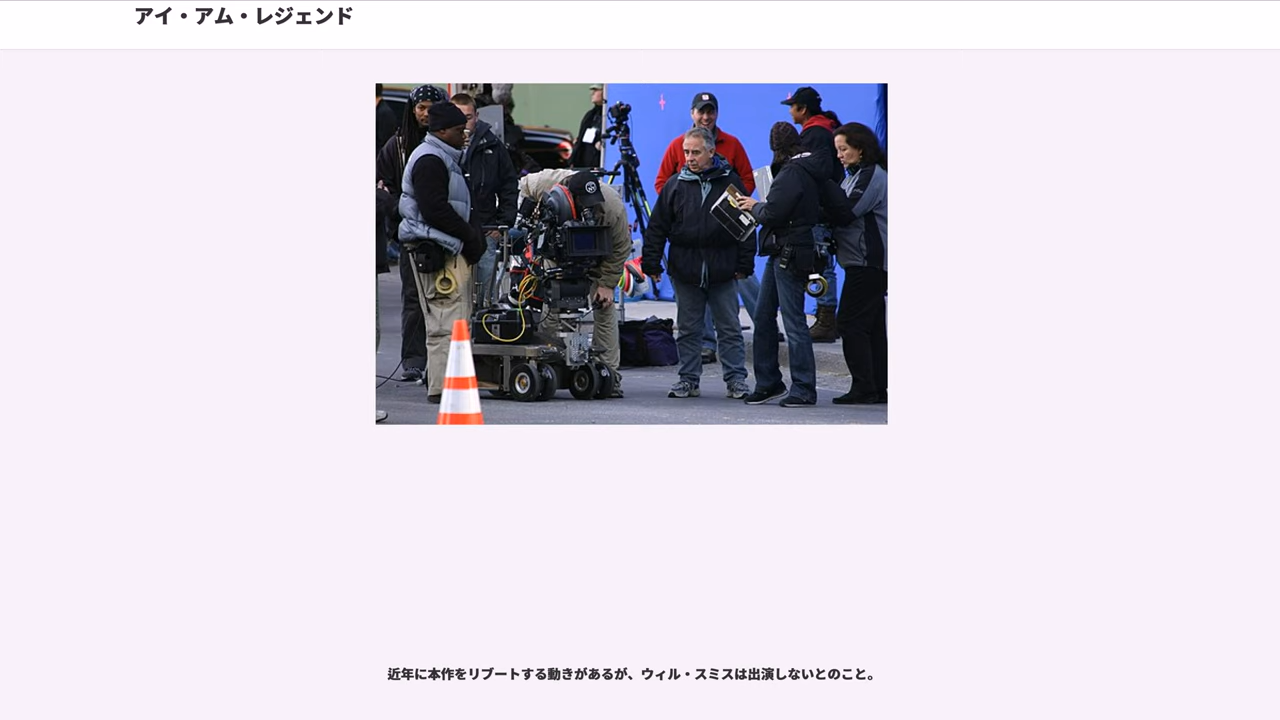 アイ・アム・レジェンド
近年に本作をリブートする動きがあるが、ウィル・スミスは出演しないとのこと。